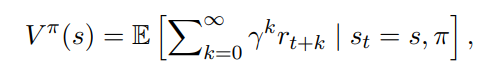 V^π(s) = 𝔼 [∑_{k=0}^{∞} γ^k r_{t+k} | s_t = s, π] ,